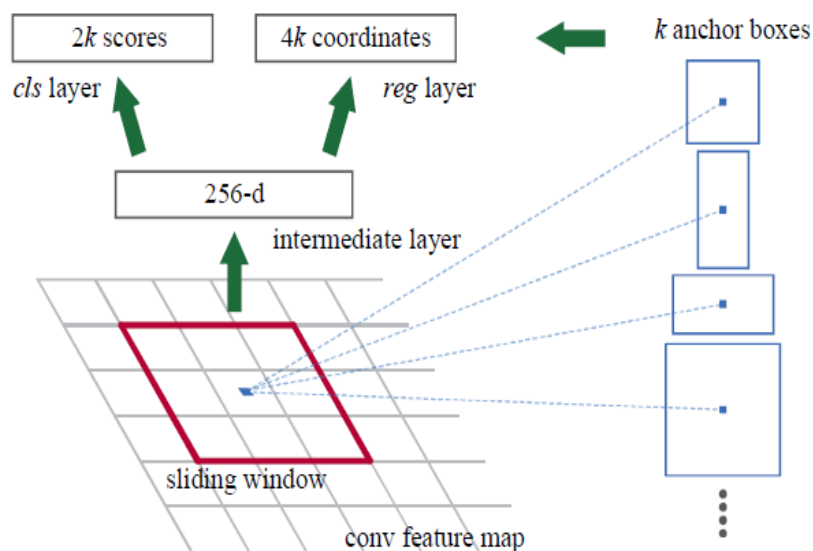 2k scores
4k coordinates
k anchor boxes
cls layer
reg layer
256-d
intermediate layer
sliding window
conv feature map